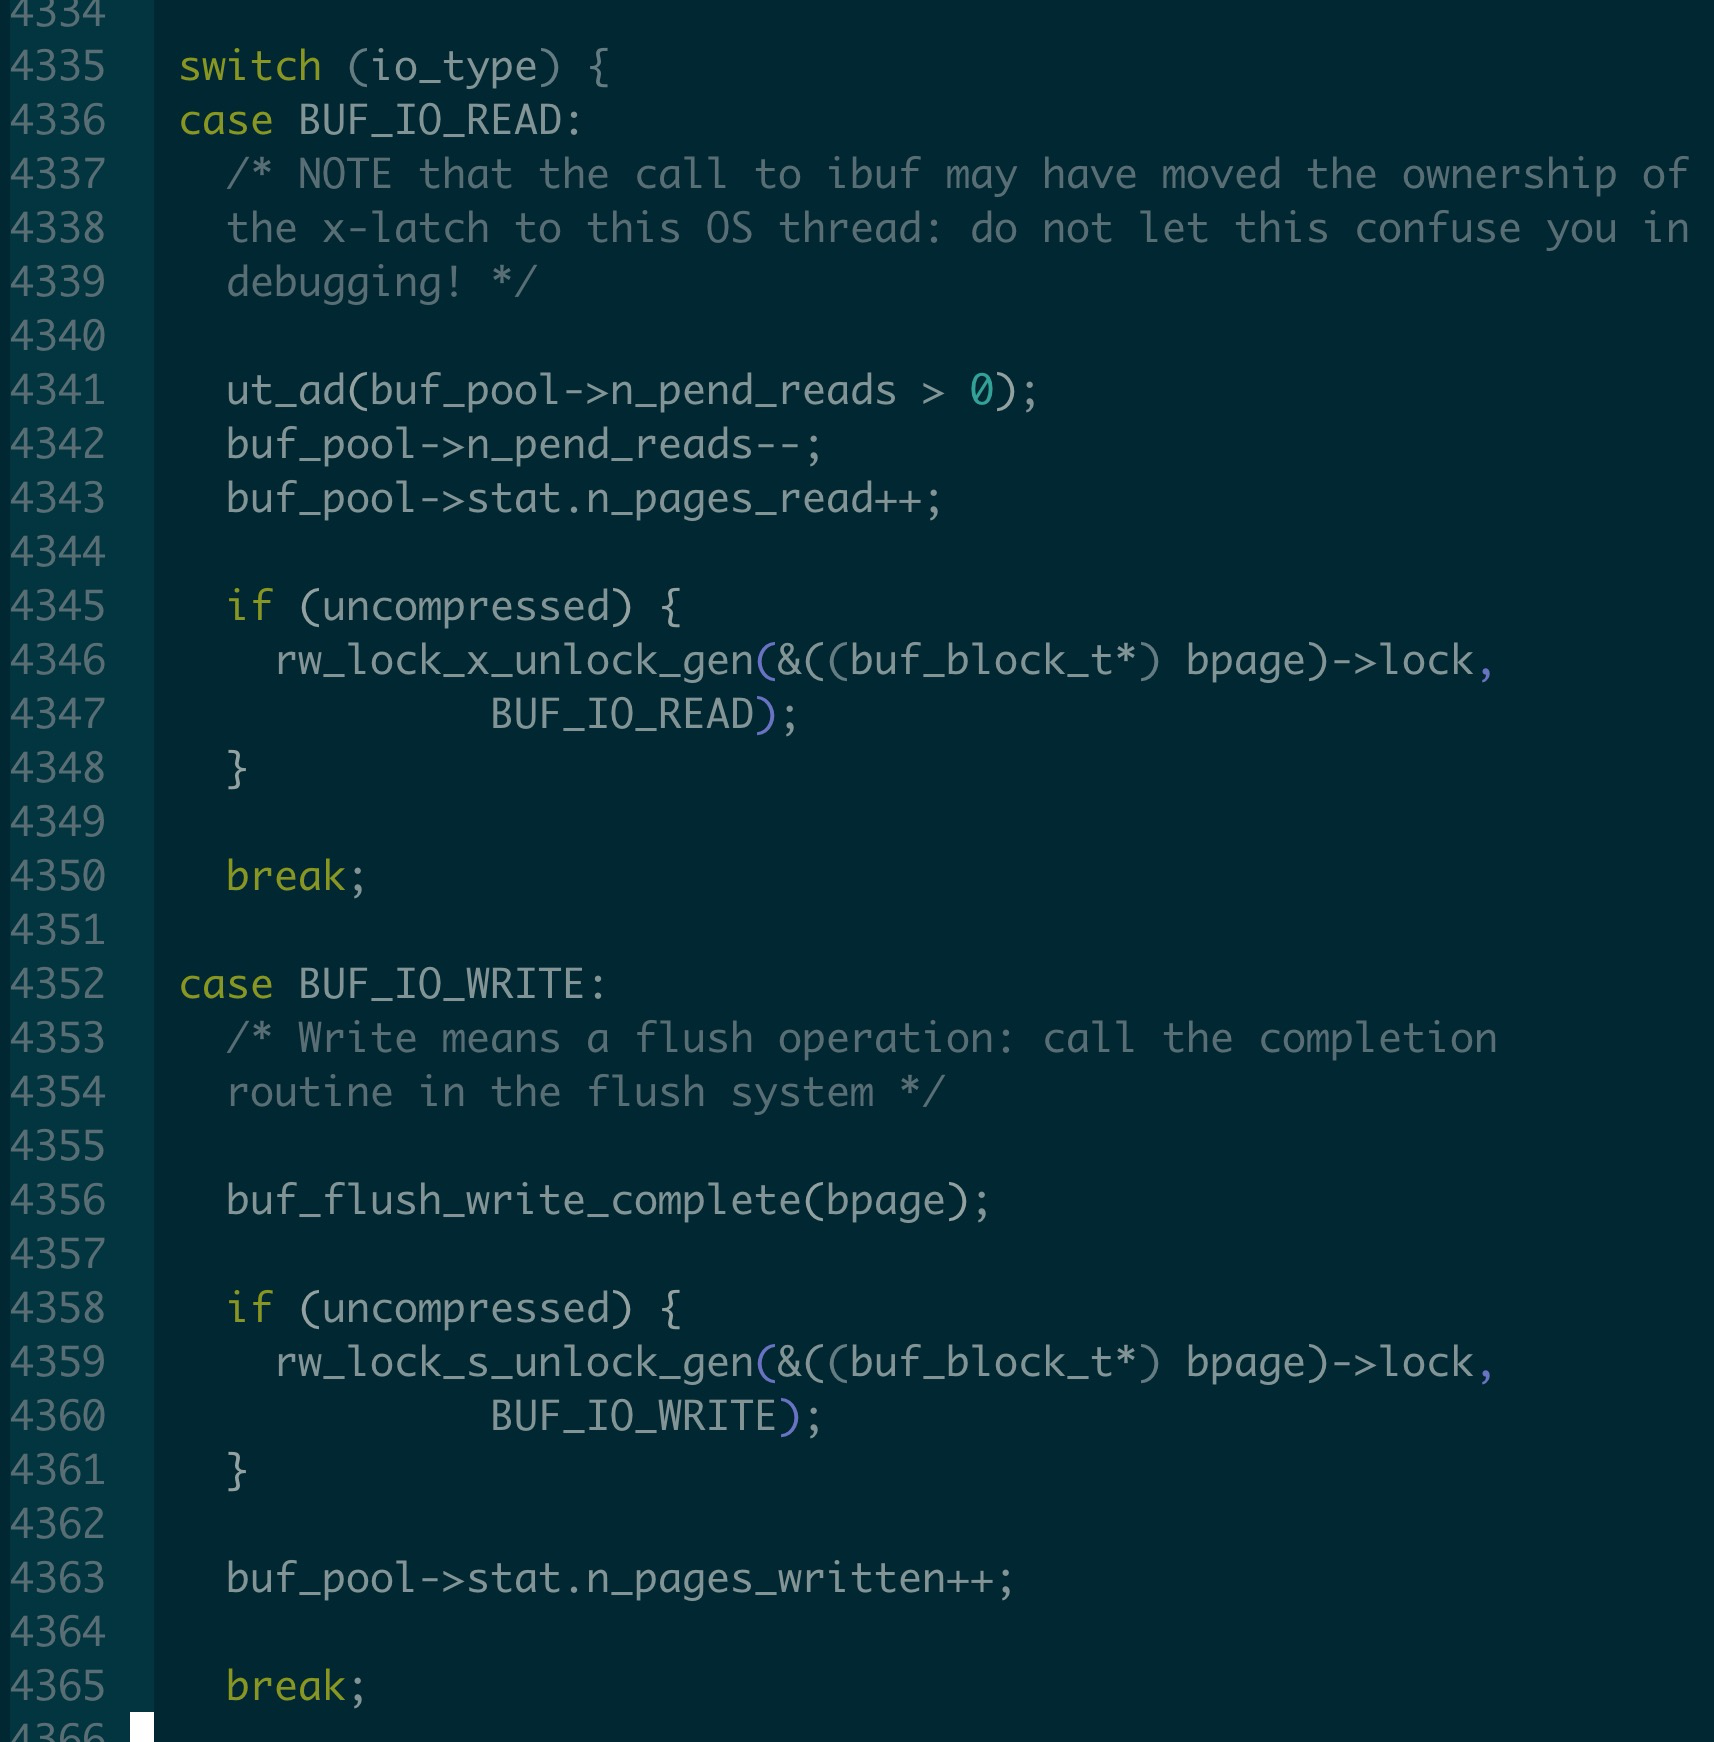 4334
4335 switch (io_type) {
4336 case BUF_IO_READ:
4337 /* NOTE that the call to ibuf may have moved the ownership of
4338 the x-latch to this OS thread: do not let this confuse you in
4339 debugging! */
4340
4341 ut_ad(buf_pool->n_pend_reads > 0);
4342 buf_pool->n_pend_reads--;
4343 buf_pool->stat.n_pages_read++;
4344
4345 if (uncompressed) {
4346 rw_lock_x_unlock_gen(&((buf_block_t*) bpage)->lock,
4347 BUF_IO_READ);
4348 }
4349
4350 break;
4351
4352 case BUF_IO_WRITE:
4353 /* Write means a flush operation: call the completion
4354 routine in the flush system */
4355
4356 buf_flush_write_complete(bpage);
4357
4358 if (uncompressed) {
4359 rw_lock_s_unlock_gen(&((buf_block_t*) bpage)->lock,
4360 BUF_IO_WRITE);
4361 }
4362
4363 buf_pool->stat.n_pages_written++;
4364
4365 break;
4366